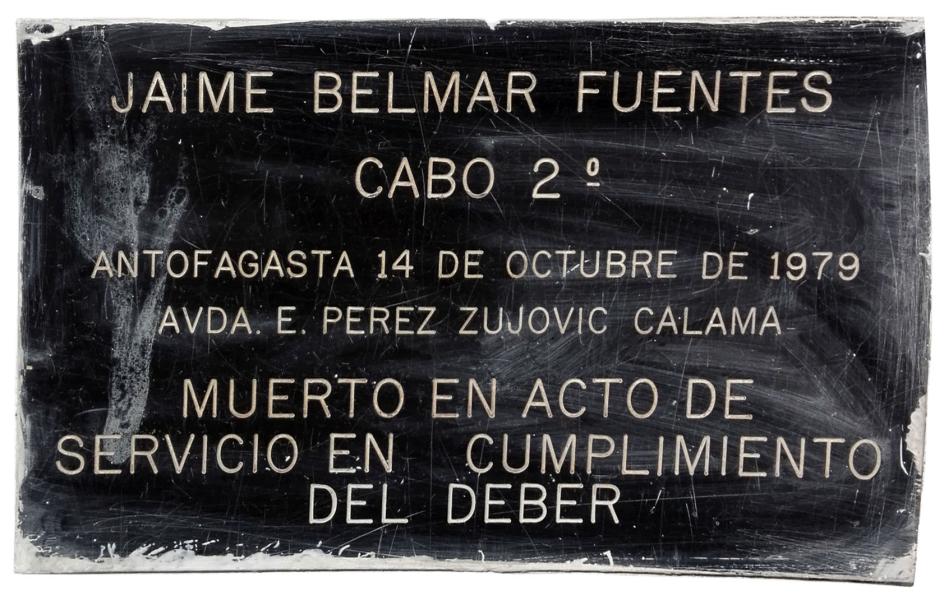 JAIME BELMAR FUENTES
CABO 2º
ANTOFAGASTA 14 DE OCTUBRE DE 1979
AVDA. E. PEREZ ZUJOVIC CALAMA
MUERTO EN ACTO DE
SERVICIO EN CUMPLIMIENTO
DEL DEBER